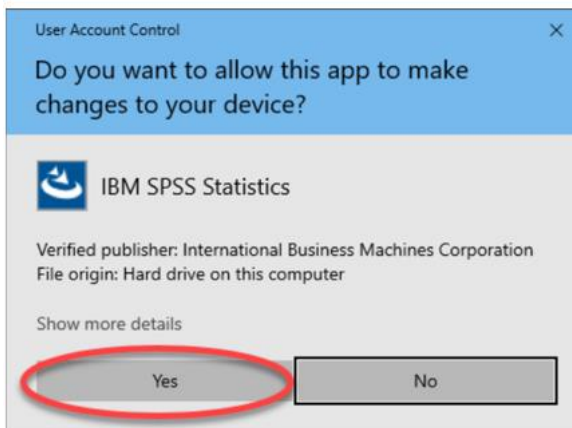 User Account Control
Do you want to allow this app to make
changes to your device?
IBM SPSS Statistics
Verified publisher: International Business Machines Corporation
File origin: Hard drive on this computer
Show more details
Yes
No